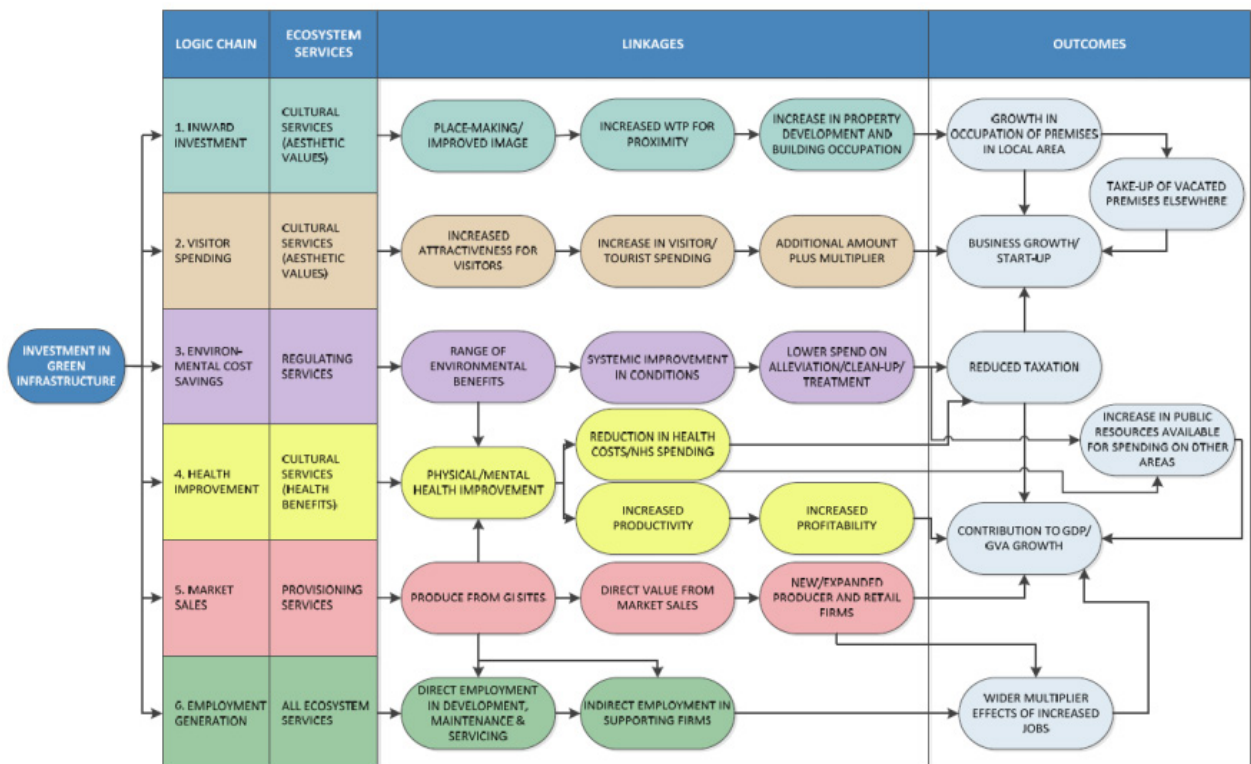 LOGIC CHAIN
ECOSYSTEM
SERVICES
LINKAGES
OUTCOMES
INVESTMENT IN
GREEN
INFRASTRUCTURE
1. INWARD
INVESTMENT
CULTURAL
SERVICES
(AESTHETIC
VALUES)
PLACE-MAKING/
IMPROVED IMAGE
INCREASED WTP FOR
PROXIMITY
INCREASE IN PROPERTY
DEVELOPMENT AND
BUILDING OCCUPATION
GROWTH IN
OCCUPATION OF PREMISES
IN LOCAL AREA
TAKE-UP OF VACATED
PREMISES ELSEWHERE
2. VISITOR
SPENDING
CULTURAL
SERVICES
(AESTHETIC
VALUES)
INCREASED
ATTRACTIVENESS FOR
VISITORS
INCREASE IN VISITOR/
TOURIST SPENDING
ADDITIONAL AMOUNT
PLUS MULTIPLIER
BUSINESS GROWTH/
START-UP
3. ENVIRON-
MENTAL COST
SAVINGS
REGULATING
SERVICES
RANGE OF
ENVIRONMENTAL
BENEFITS
SYSTEMIC IMPROVEMENT
IN CONDITIONS
LOWER SPEND ON
ALLEVIATION/CLEAN-UP/
TREATMENT
REDUCED TAXATION
INCREASE IN PUBLIC
RESOURCES AVAILABLE
FOR SPENDING ON OTHER
AREAS
4. HEALTH
IMPROVEMENT
CULTURAL
SERVICES
(HEALTH
BENEFITS)
PHYSICAL/MENTAL
HEALTH IMPROVEMENT
REDUCTION IN HEALTH
COSTS/NHS SPENDING
INCREASED
PRODUCTIVITY
INCREASED
PROFITABILITY
CONTRIBUTION TO GDP/
GVA GROWTH
5. MARKET
SALES
PROVISIONING
SERVICES
PRODUCE FROM GI SITES
DIRECT VALUE FROM
MARKET SALES
NEW/EXPANDED
PRODUCER AND RETAIL
FIRMS
6. EMPLOYMENT
GENERATION
ALL ECOSYSTEM
SERVICES
DIRECT EMPLOYMENT
IN DEVELOPMENT,
MAINTENANCE &
SERVICING
INDIRECT EMPLOYMENT IN
SUPPORTING FIRMS
WIDER MULTIPLIER
EFFECTS OF INCREASED
JOBS